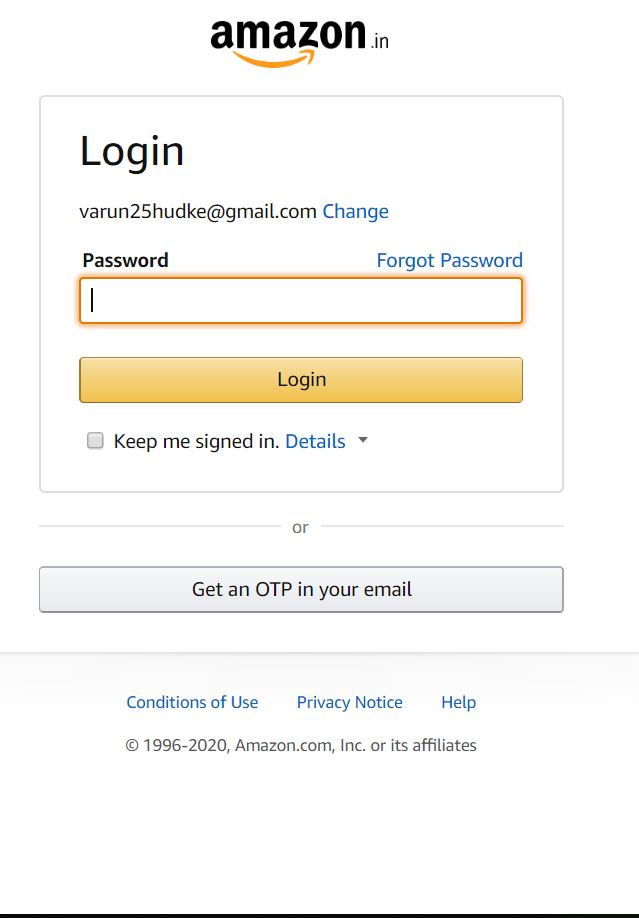 amazon.in
Login
varun25hudke@gmail.com Change
Password Forgot Password
Login
Keep me signed in. Details
or
Get an OTP in your email
Conditions of Use Privacy Notice Help
© 1996-2020, Amazon.com, Inc. or its affiliates